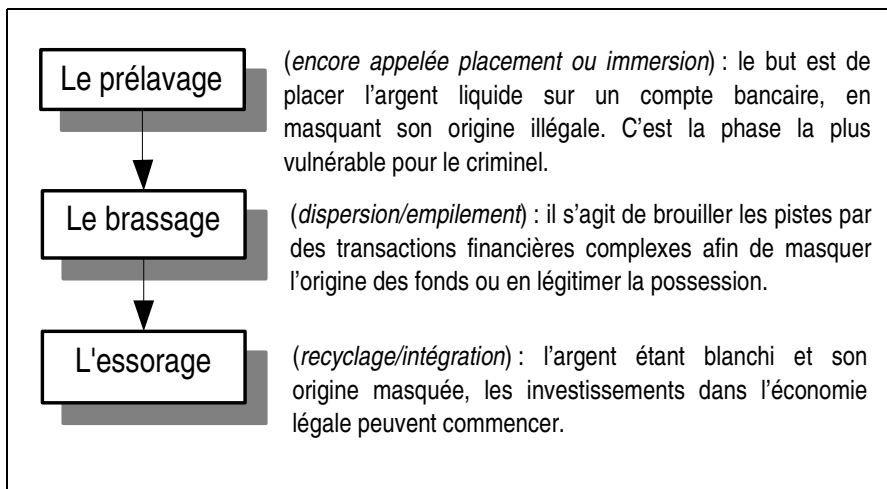 Le prélavage
(encore appelée placement ou immersion) : le but est de
placer l'argent liquide sur un compte bancaire, en
masquant son origine illégale. C'est la phase la plus
vulnérable pour le criminel.
Le brassage
(dispersion/empilement) : il s'agit de brouiller les pistes par
des transactions financières complexes afin de masquer
l'origine des fonds ou en légitimer la possession.
L'essorage
(recyclage/intégration) : l'argent étant blanchi et son
origine masquée, les investissements dans l'économie
légale peuvent commencer.